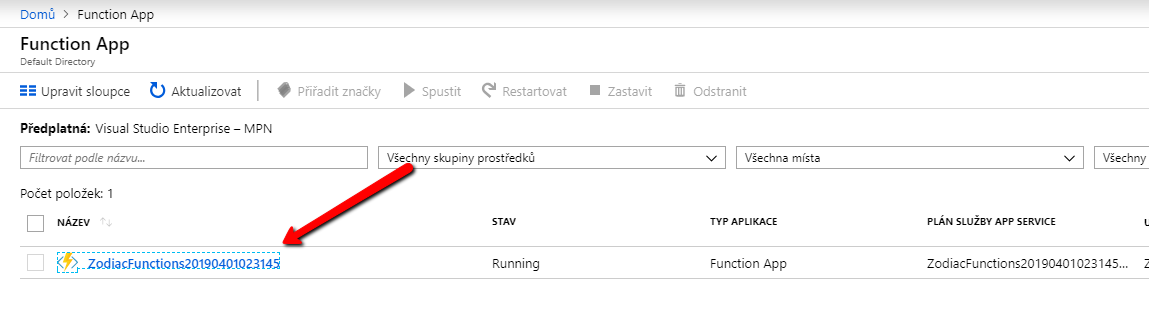 Domů > Function App
Function App
Default Directory
Upravit sloupce Aktualizovat Přiřadit značky Spustit Restartovat Zastavit Odstranit
Předplatná: Visual Studio Enterprise – MPN
Filtrovat podle názvu... Všechny skupiny prostředků Všechna místa Všechny
Počet položek: 1
NÁZEV STAV TYP APLIKACE PLÁN SLUŽBY APP SERVICE
ZodiacFunctions20190401023145 Running Function App ZodiacFunctions20190401023145...